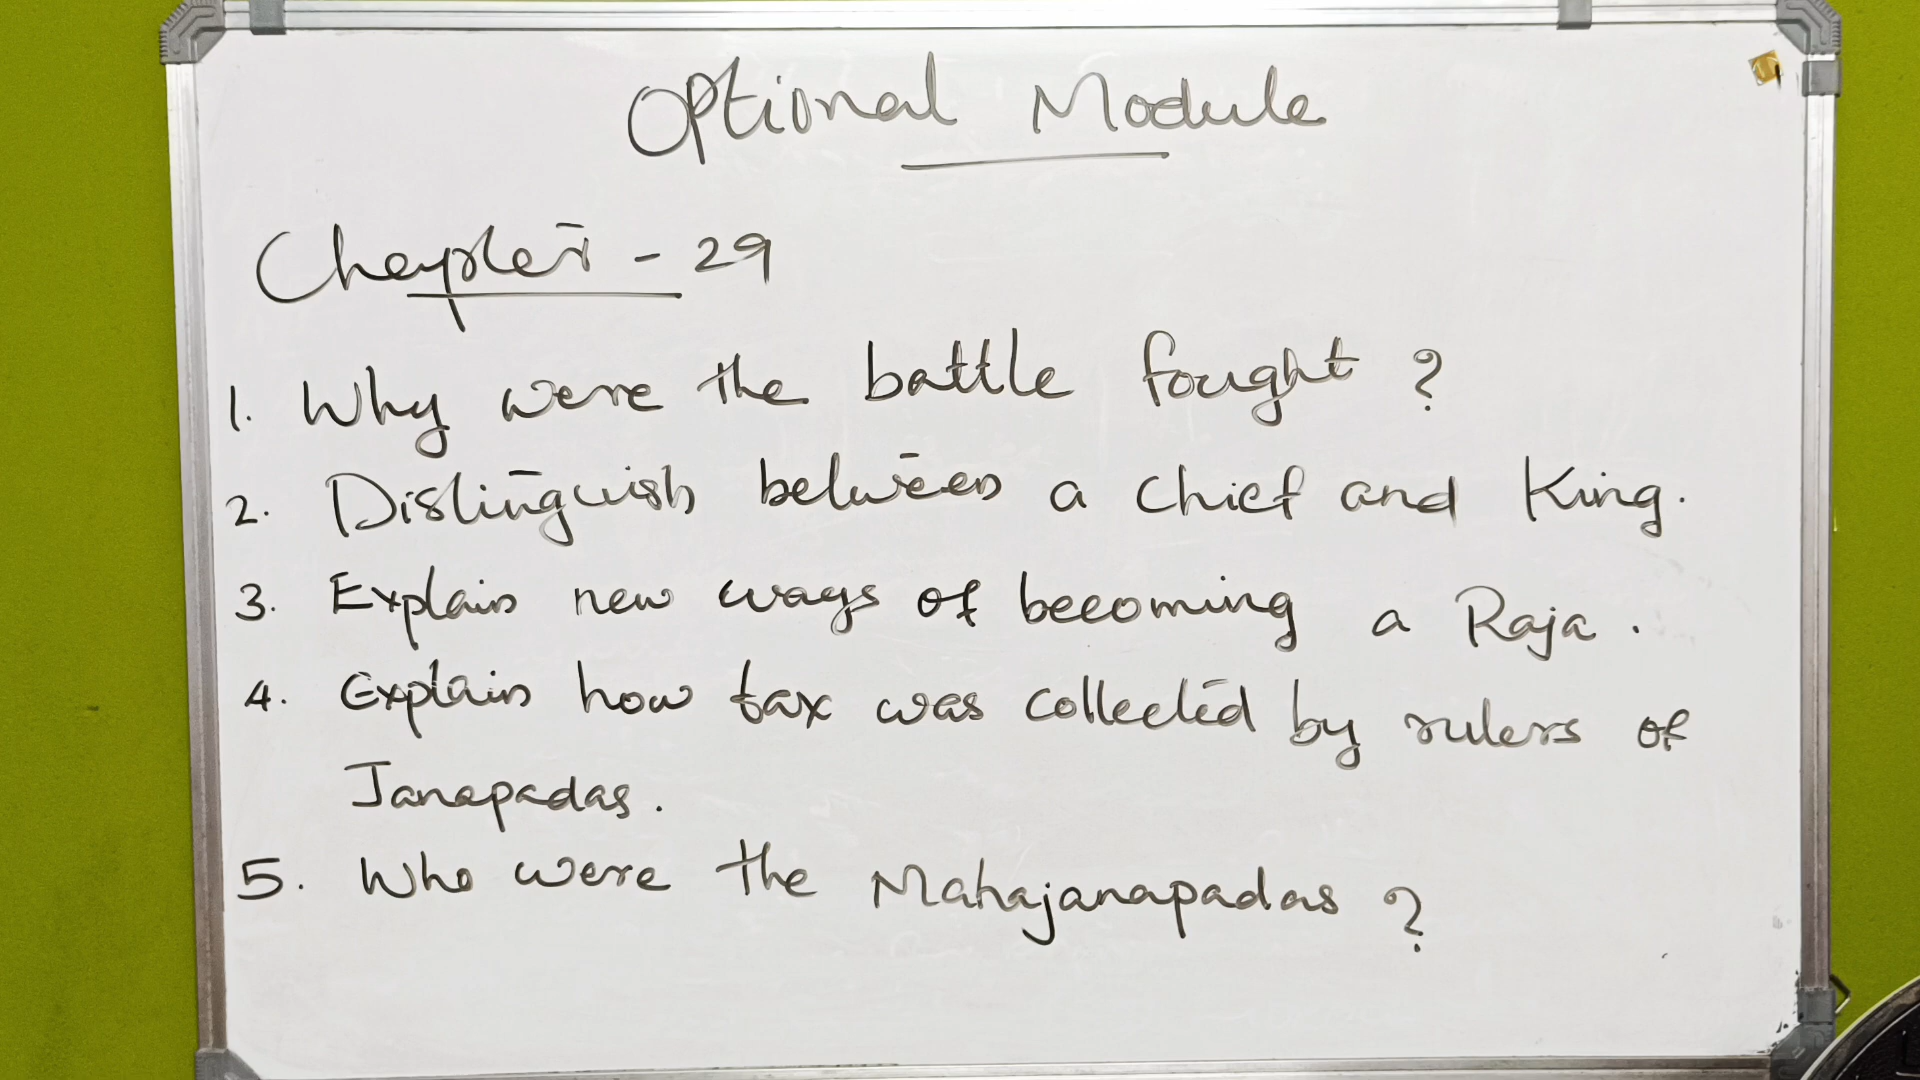 Optional Module
Chapter - 29
1. Why were the battle fought ?
2. Distinguish between a chief and King.
3. Explain new ways of becoming a Raja .
4. Explain how tax was collected by rulers of
Janapadas .
5. Who were the Mahajanapadas ?